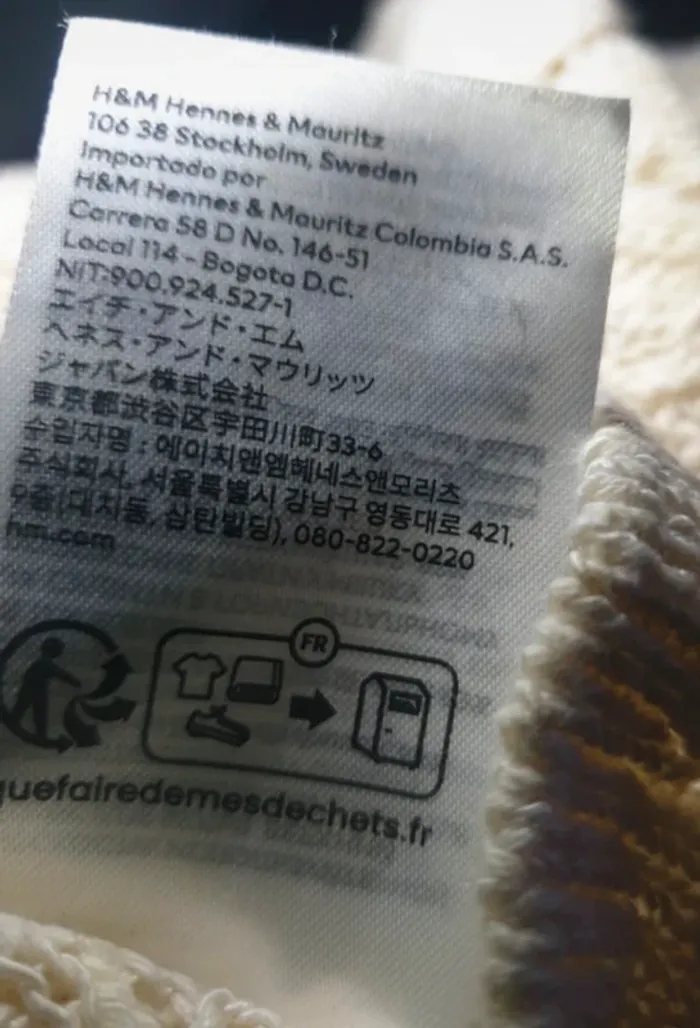 H&M Hennes & Mauritz
106 38 Stockholm, Sweden
Importado por
H&M Hennes & Mauritz Colombia S.A.S.
Carrera 58 D No. 146-51
Local 114 - Bogota D.C.
NIT:900.924.527-1
エイチ・アンド・エム
ヘネス・アンド・マウリッツ
ジャパン株式会社
東京都渋谷区宇田川町33-6
수입자명 : 에이치앤엠헤네스앤모리츠
주식회사, 서울특별시 강남구 영동대로 421,
9층(대치동, 삼탄빌딩), 080-822-0220
hm.com
FR
quefairedemesdechets.fr